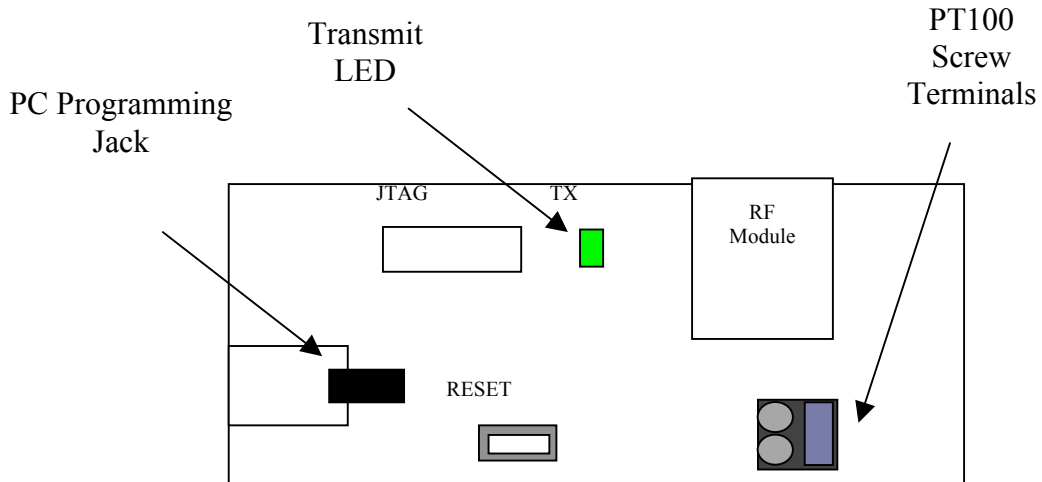 PT100
Screw
Terminals
Transmit
LED
PC Programming
Jack
JTAG
TX
RF
Module
RESET